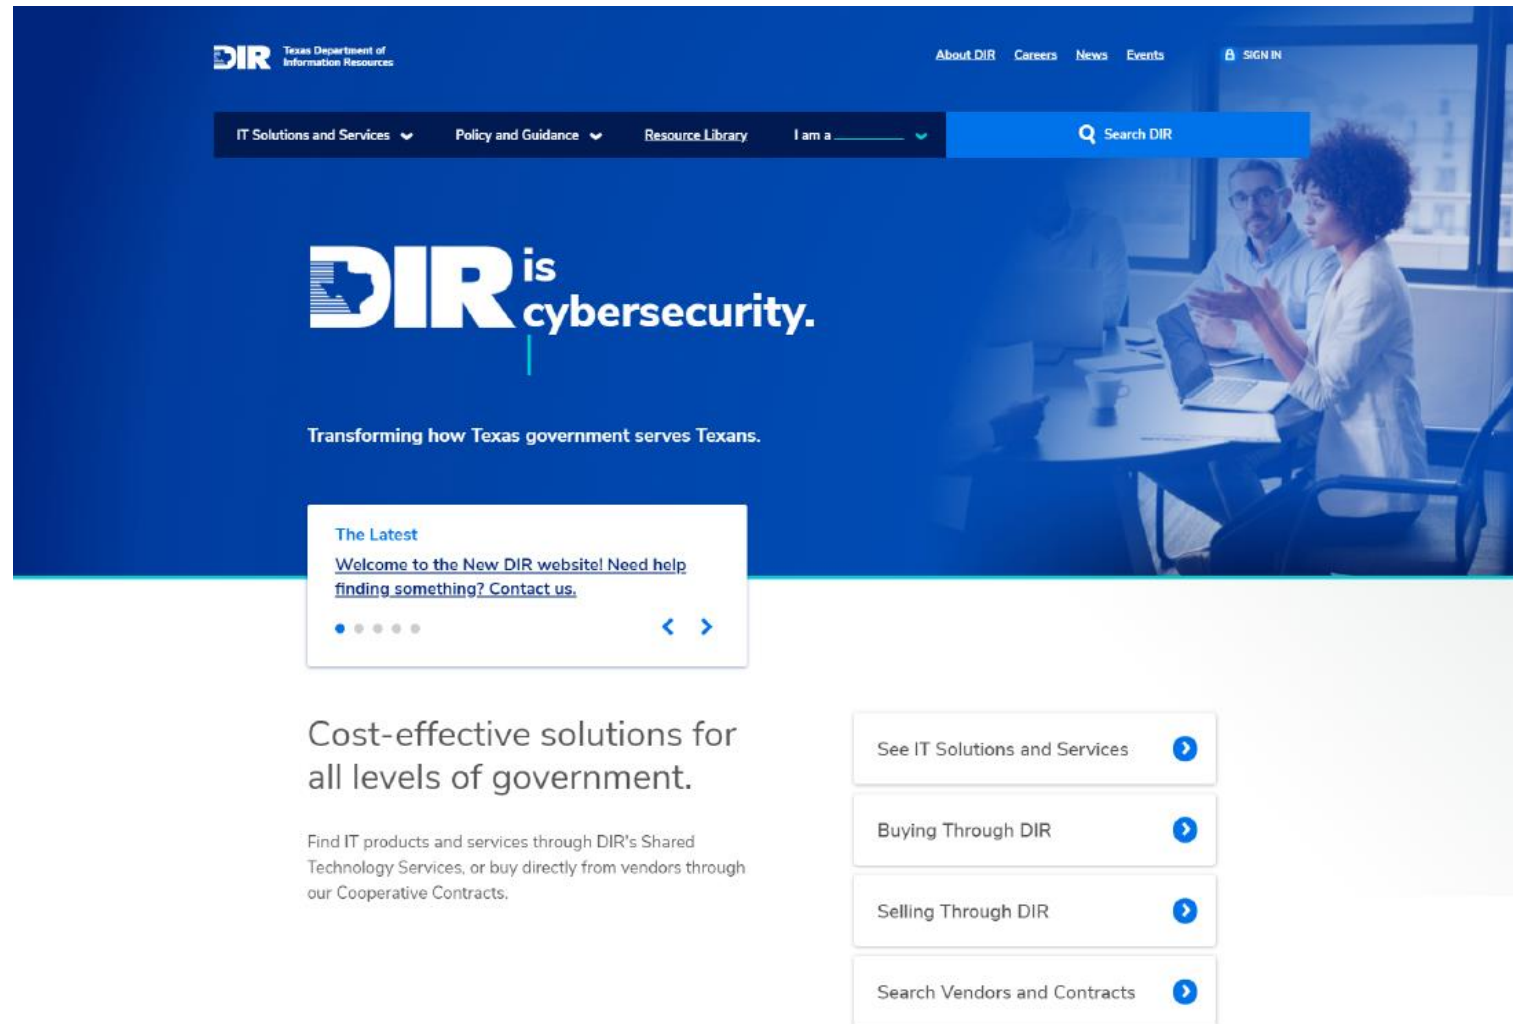 DIR Texas Department of
Information Resources
About DIR Careers News Events SIGN IN
IT Solutions and Services Policy and Guidance Resource Library I am a Search DIR
DIR is
cybersecurity.
Transforming how Texas government serves Texans.
The Latest
Welcome to the New DIR website! Need help
finding something? Contact us.
Cost-effective solutions for
all levels of government.
Find IT products and services through DIR's Shared
Technology Services, or buy directly from vendors through
our Cooperative Contracts.
See IT Solutions and Services
Buying Through DIR
Selling Through DIR
Search Vendors and Contracts